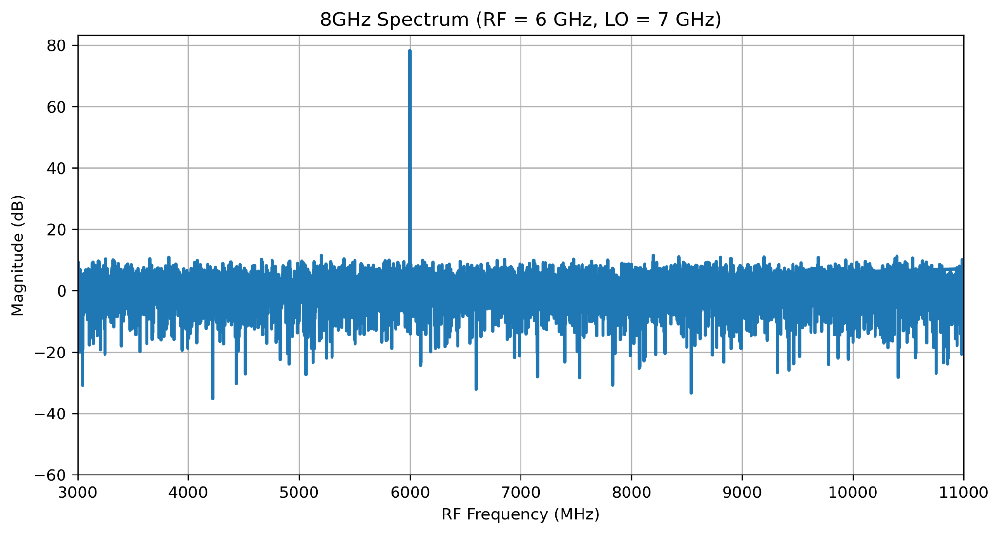 8GHz Spectrum (RF = 6 GHz, LO = 7 GHz)
80
60
40
20
0
−20
−40
−60
Magnitude (dB)
3000 4000 5000 6000 7000 8000 9000 10000 11000
RF Frequency (MHz)